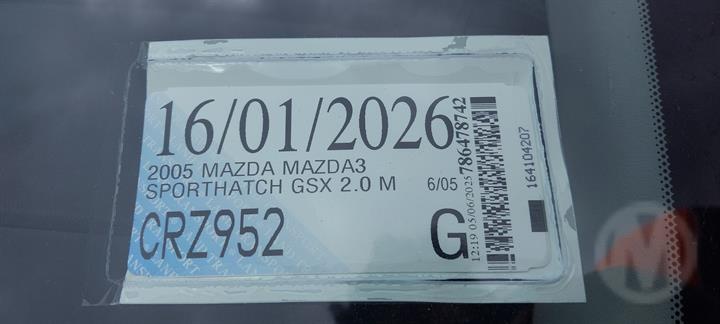 16/01/2026
2005 MAZDA MAZDA3
SPORTHATCH GSX 2.0 M
6/05
CRZ952
G
12:19 05/06/2025
786478742
164104207
M